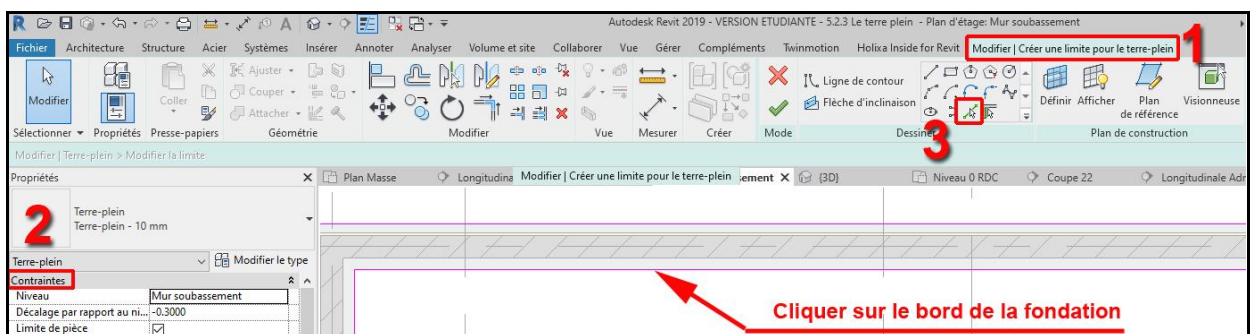 Autodesk Revit 2019 - VERSION ETUDIANTE - 5.2.3 Le terre plein - Plan d'étage: Mur soubassement
Fichier Architecture Structure Acier Systèmes Insérer Annoter Analyser Volume et site Collaborer Vue Gérer Compléments Twinmotion Holixa Inside for Revit Modifier | Créer une limite pour le terre-plein
1
Modifier
Coller
Ajuster
Couper
Attacher
Ligne de contour
Flèche d'inclinaison
Définir Afficher Plan de référence Visionneuse
Sélectionner Propriétés Presse-papiers Géométrie Modifier Vue Mesurer Créer Mode Dessiner Plan de construction
3
Modifier | Terre-plein > Modifier la limite
Propriétés
Plan Masse Longitudina Modifier | Créer une limite pour le terre-plein sement {3D} Niveau 0 RDC Coupe 22 Longitudinale Adr
2
Terre-plein
Terre-plein - 10 mm
Terre-plein Modifier le type
Contraintes
Niveau Mur soubassement
Décalage par rapport au ni... -0.3000
Limite de pièce
Cliquer sur le bord de la fondation